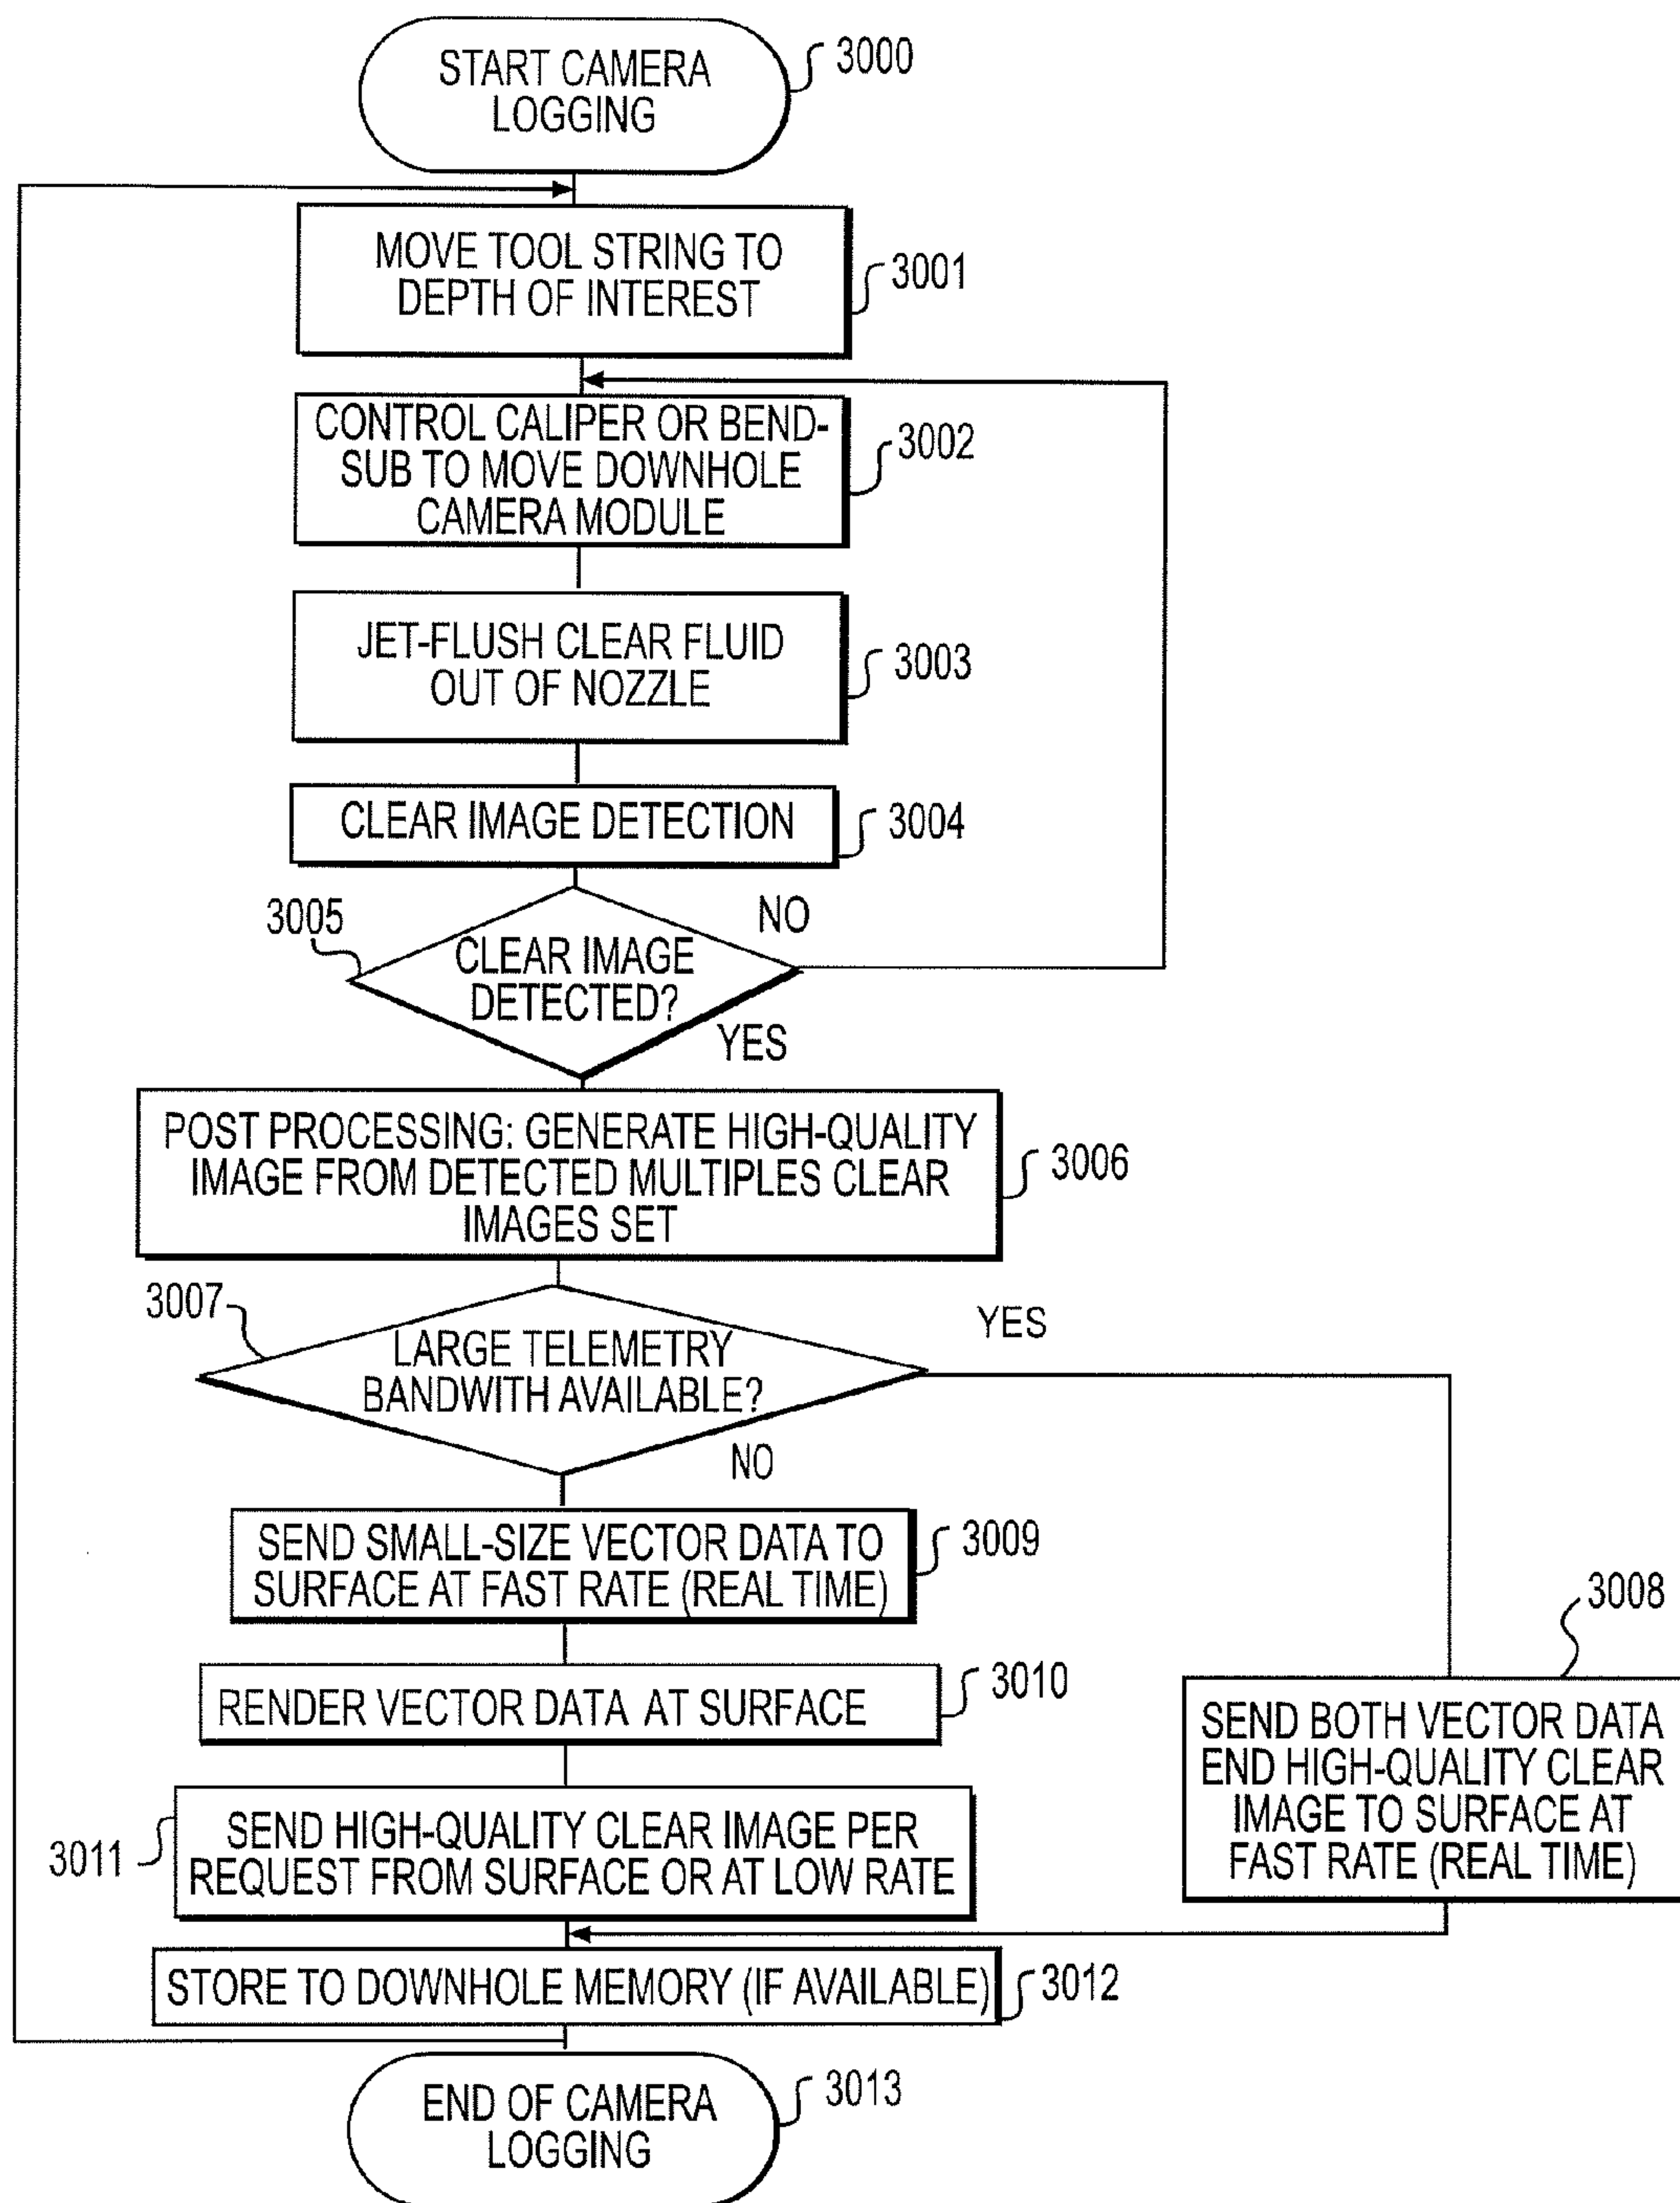 START CAMERA
LOGGING
3000
MOVE TOOL STRING TO
DEPTH OF INTEREST
3001
CONTROL CALIPER OR BEND-
SUB TO MOVE DOWNHOLE
CAMERA MODULE
3002
JET-FLUSH CLEAR FLUID
OUT OF NOZZLE
3003
CLEAR IMAGE DETECTION
3004
3005
CLEAR IMAGE
DETECTED?
NO
YES
POST PROCESSING: GENERATE HIGH-QUALITY
IMAGE FROM DETECTED MULTIPLES CLEAR
IMAGES SET
3006
3007
LARGE TELEMETRY
BANDWITH AVAILABLE?
YES
NO
SEND SMALL-SIZE VECTOR DATA TO
SURFACE AT FAST RATE (REAL TIME)
3009
3008
SEND BOTH VECTOR DATA
END HIGH-QUALITY CLEAR
IMAGE TO SURFACE AT
FAST RATE (REAL TIME)
RENDER VECTOR DATA AT SURFACE
3010
3011
SEND HIGH-QUALITY CLEAR IMAGE PER
REQUEST FROM SURFACE OR AT LOW RATE
STORE TO DOWNHOLE MEMORY (IF AVAILABLE)
3012
END OF CAMERA
LOGGING
3013